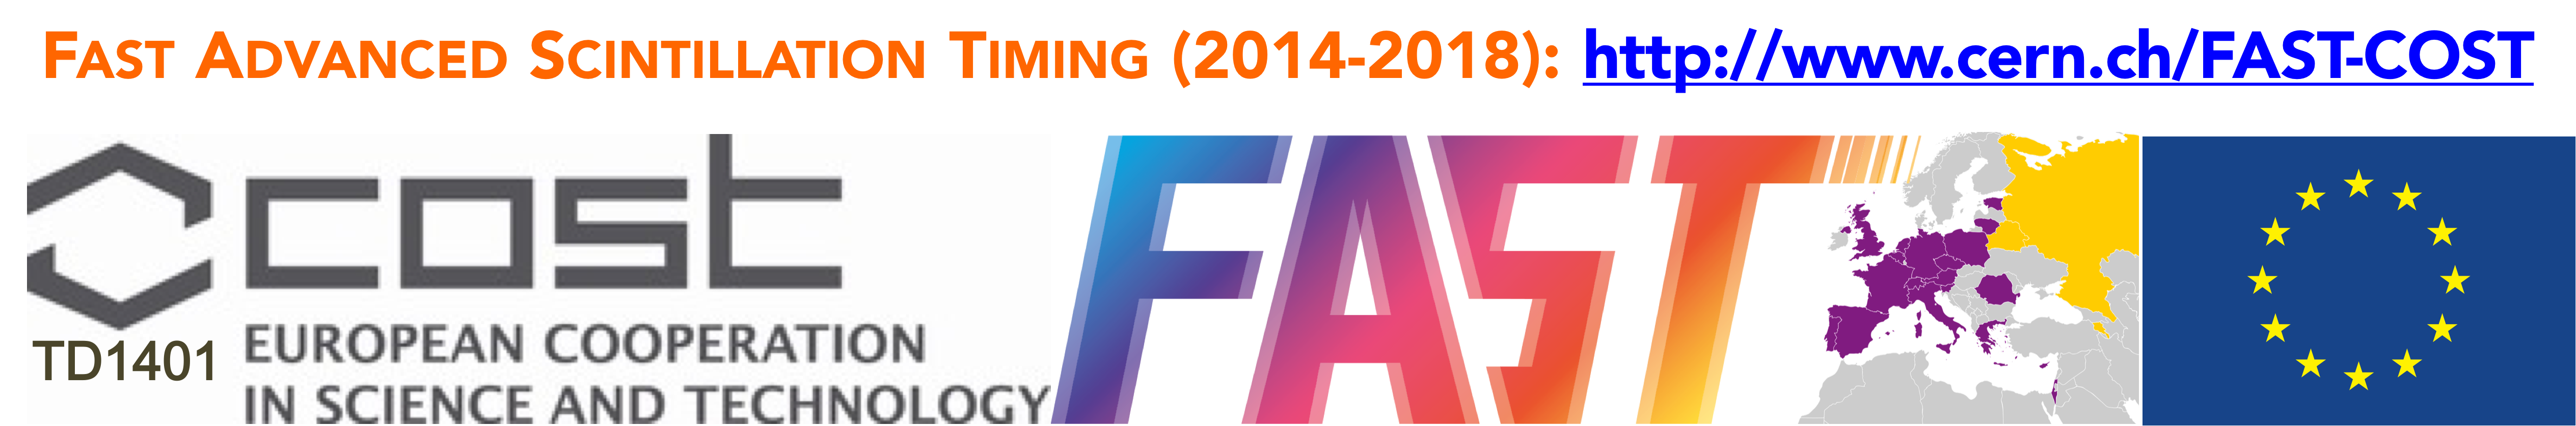 FAST ADVANCED SCINTILLATION TIMING (2014-2018): http://www.cern.ch/FAST-COST
cost
TD1401
EUROPEAN COOPERATION
IN SCIENCE AND TECHNOLOGY
FAST